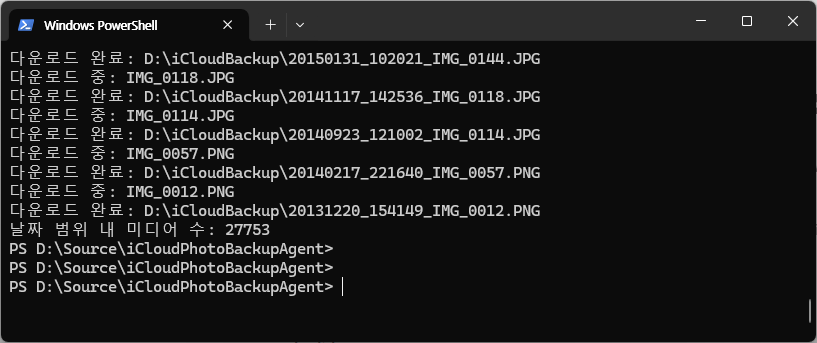 Windows PowerShell
다운로드 완료: D:\iCloudBackup\20150131_102021_IMG_0144.JPG
다운로드 중: IMG_0118.JPG
다운로드 완료: D:\iCloudBackup\20141117_142536_IMG_0118.JPG
다운로드 중: IMG_0114.JPG
다운로드 완료: D:\iCloudBackup\20140923_121002_IMG_0114.JPG
다운로드 중: IMG_0057.PNG
다운로드 완료: D:\iCloudBackup\20140217_221640_IMG_0057.PNG
다운로드 중: IMG_0012.PNG
다운로드 완료: D:\iCloudBackup\20131220_154149_IMG_0012.PNG
날짜 범위 내 미디어 수: 27753
PS D:\Source\iCloudPhotoBackupAgent>
PS D:\Source\iCloudPhotoBackupAgent>
PS D:\Source\iCloudPhotoBackupAgent>